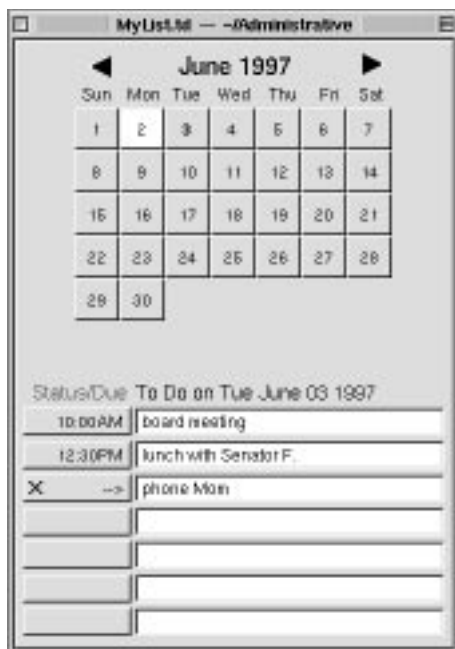 MyList.td — ~/Administrative
June 1997
Sun Mon Tue Wed Thu Fri Sat
1 2 3 4 5 6 7
8 9 10 11 12 13 14
15 16 17 18 19 20 21
22 23 24 25 26 27 28
29 30
Status/Due To Do on Tue June 03 1997
10:00AM board meeting
12:30PM lunch with Senator F.
X --> phone Mom